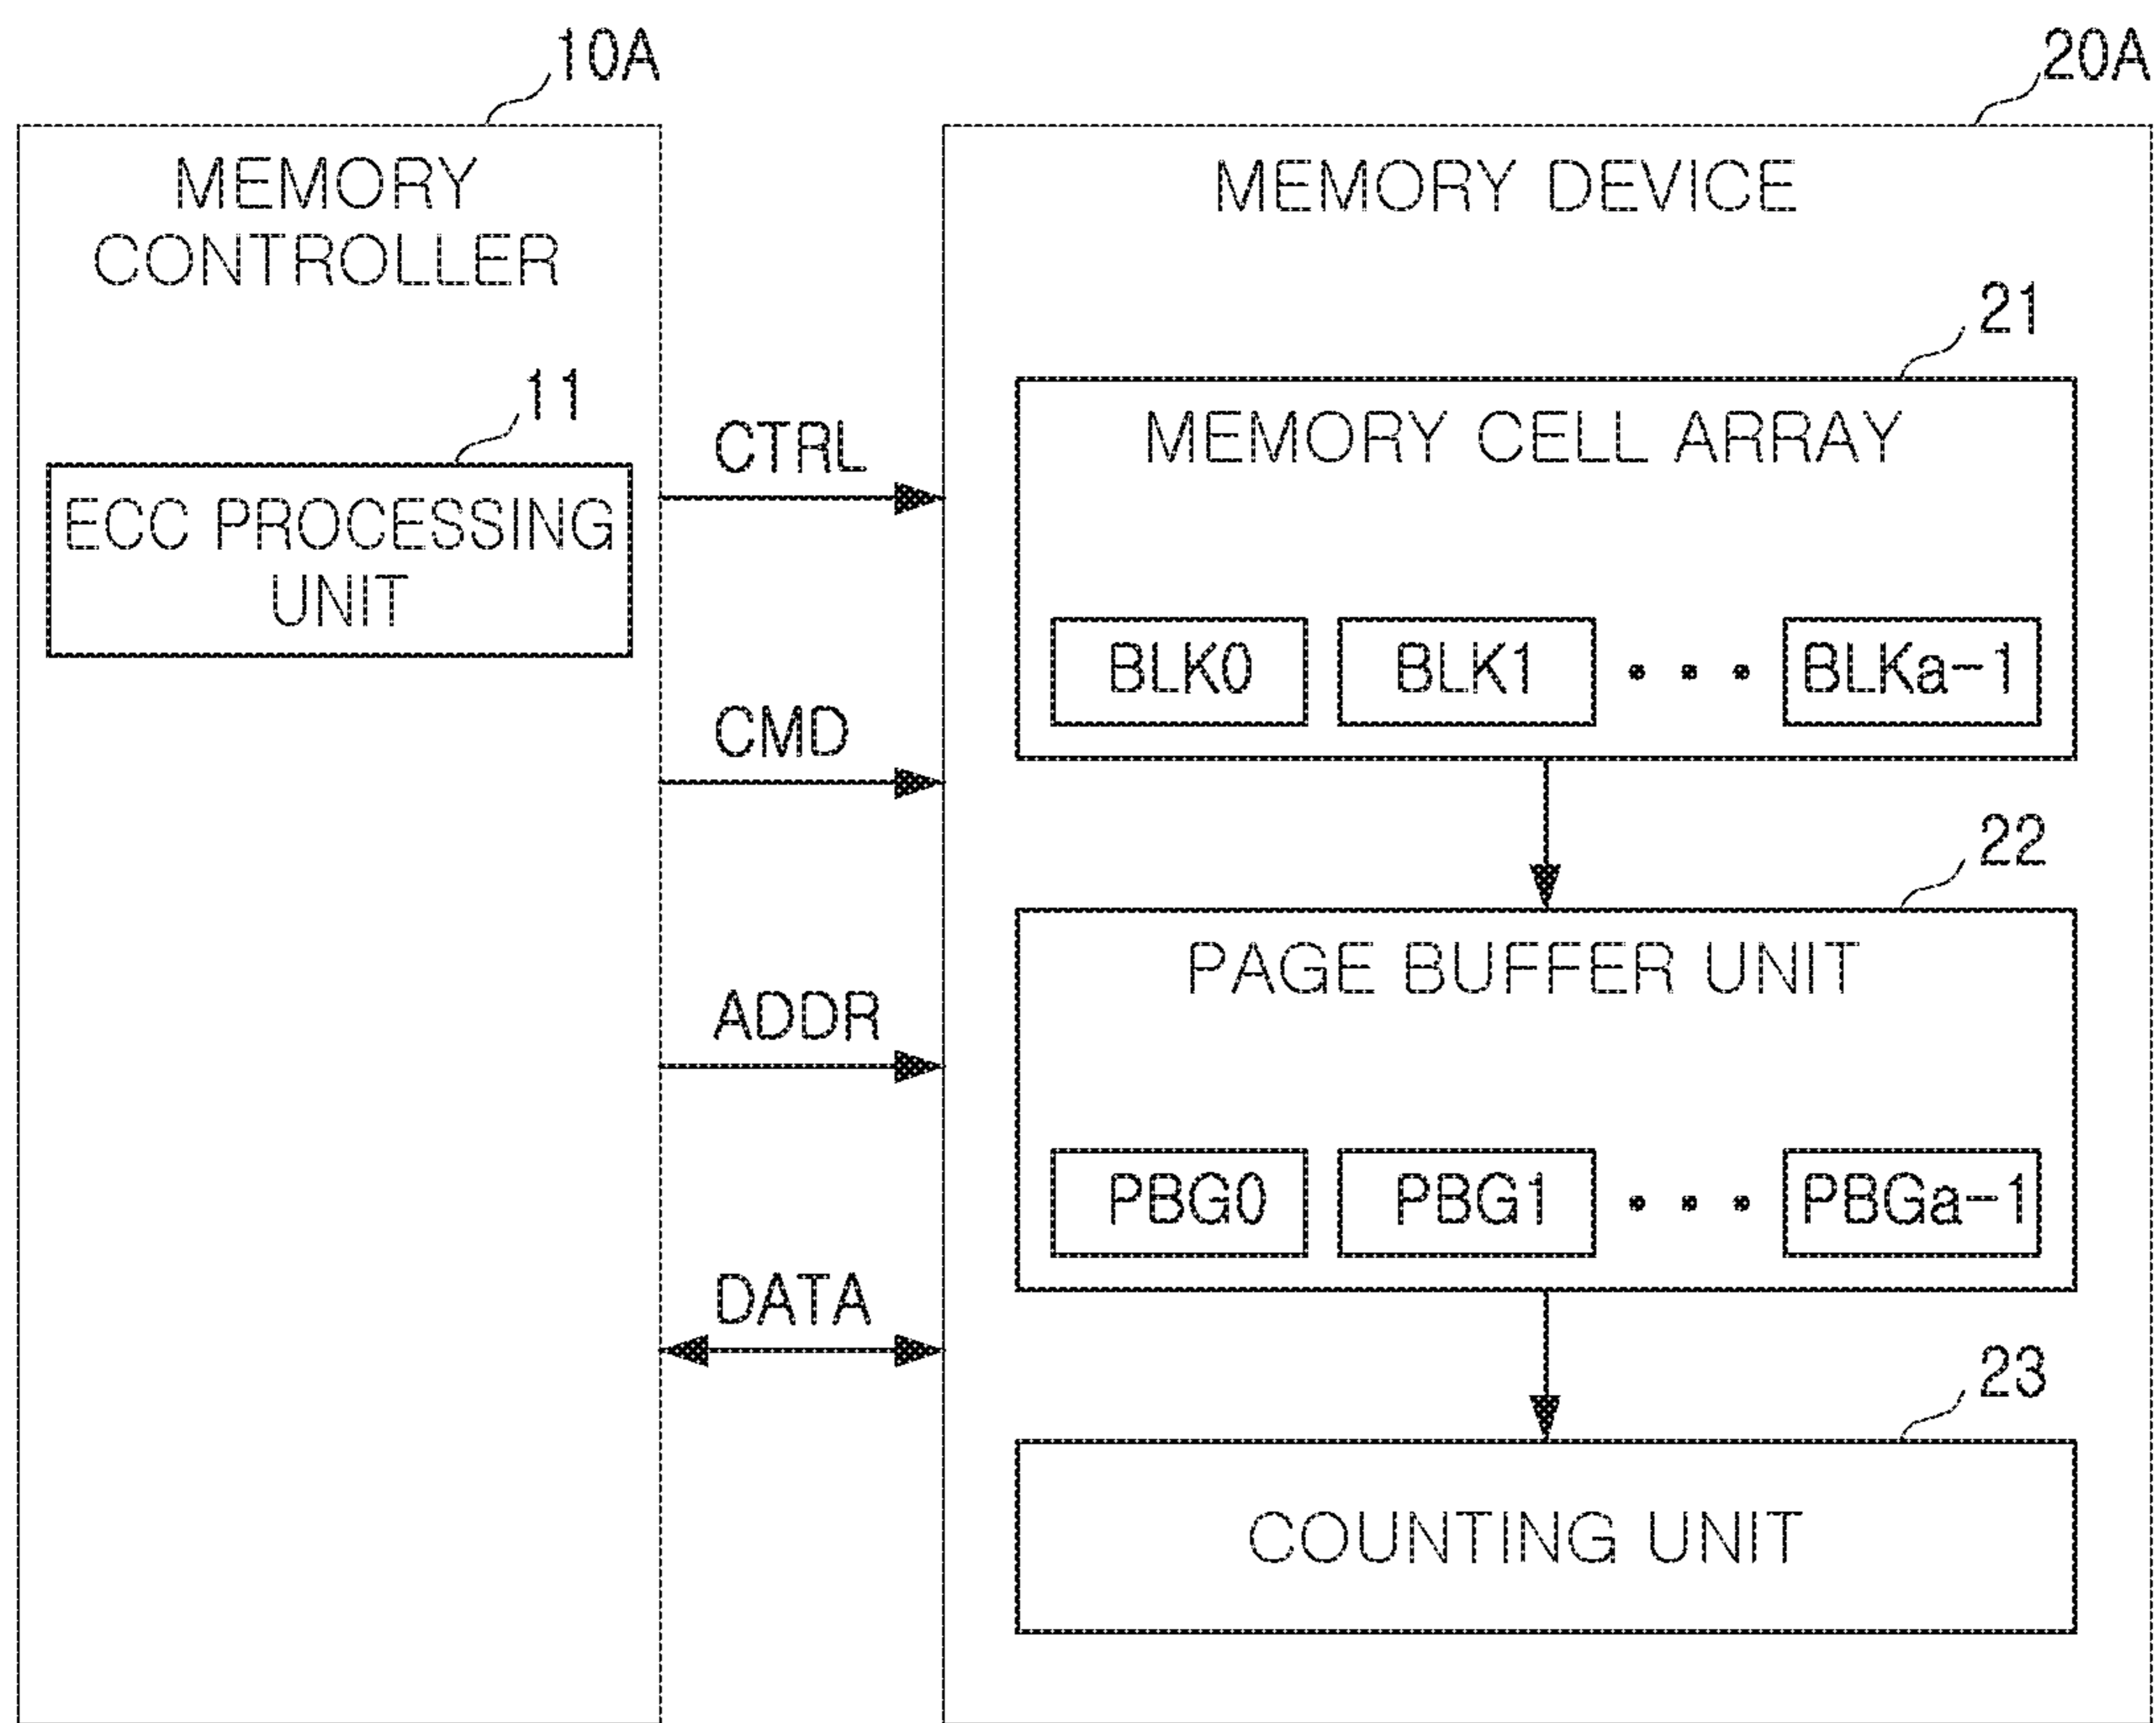 10A
MEMORY
CONTROLLER
11
ECC PROCESSING
UNIT
CTRL
CMD
ADDR
DATA
20A
MEMORY DEVICE
21
MEMORY CELL ARRAY
BLK0 BLK1 • • • BLKa-1
22
PAGE BUFFER UNIT
PBG0 PBG1 • • • PBGa-1
23
COUNTING UNIT